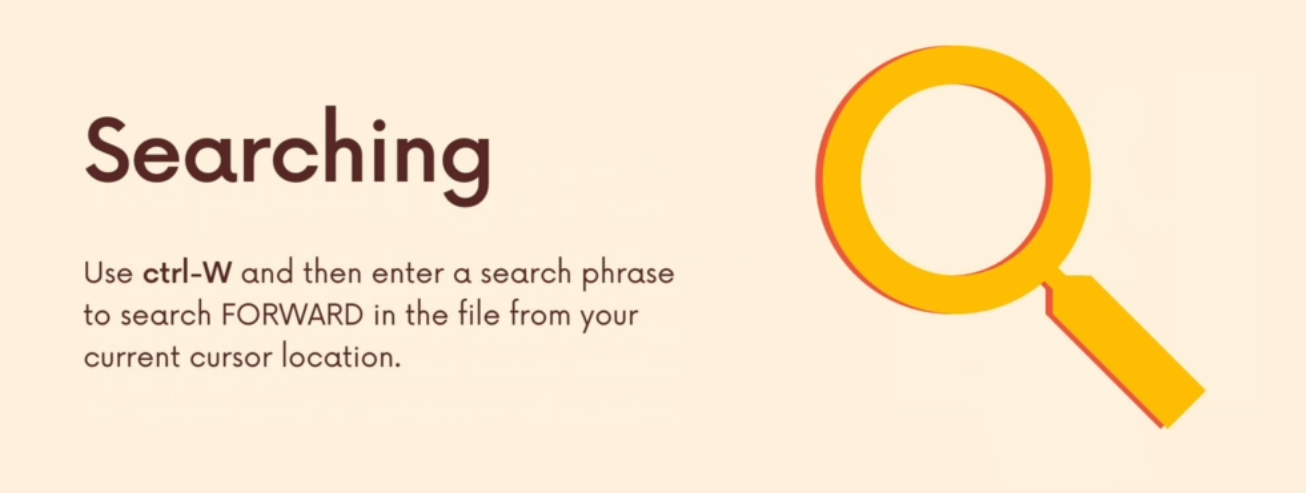 Searching
Use ctrl-W and then enter a search phrase
to search FORWARD in the file from your
current cursor location.